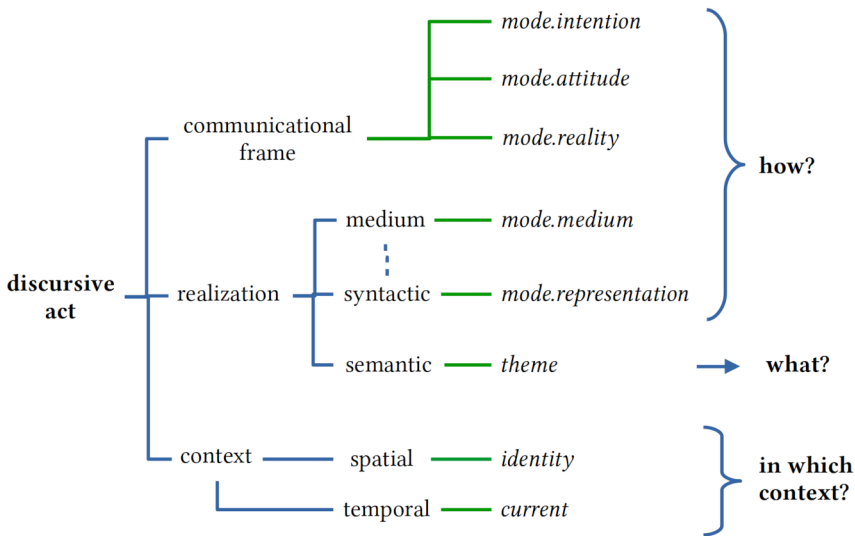 mode.intention
mode.attitude
communicational
frame
mode.reality
how?
medium
mode.medium
discursive
act
realization
syntactic
mode.representation
semantic
theme
what?
context
spatial
identity
in which
context?
temporal
current